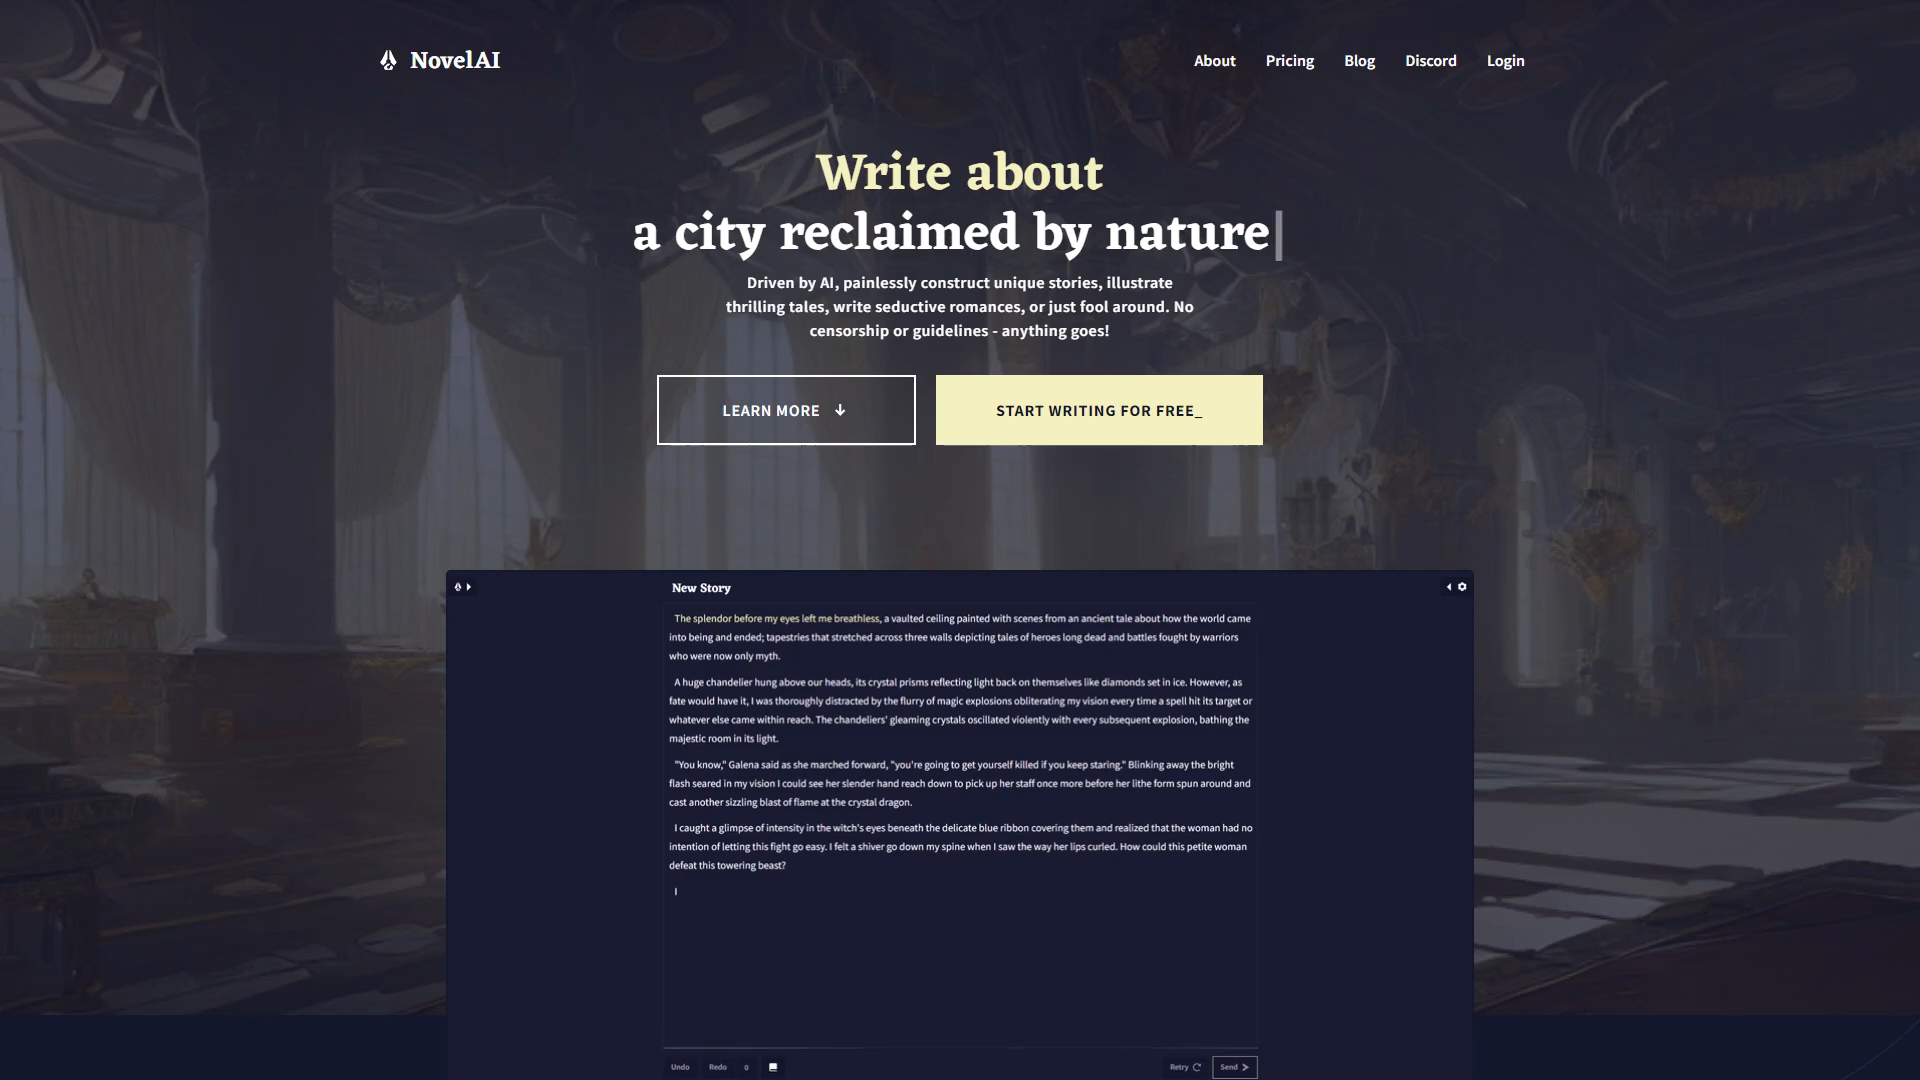 NovelAI
About Pricing Blog Discord Login
Write about
a city reclaimed by nature
Driven by AI, painlessly construct unique stories, illustrate
thrilling tales, write seductive romances, or just fool around. No
censorship or guidelines - anything goes!
LEARN MORE
START WRITING FOR FREE_
New Story
The splendor before my eyes left me breathless, a vaulted ceiling painted with scenes from an ancient tale about how the world came
into being and ended; tapestries that stretched across three walls depicting tales of heroes long dead and battles fought by warriors
who were now only myth.
A huge chandelier hung above our heads, its crystal prisms reflecting light back on themselves like diamonds set in ice. However, as
fate would have it, I was thoroughly distracted by the flurry of magic explosions obliterating my vision every time a spell hit its target or
whatever else came within reach. The chandeliers' gleaming crystals oscillated violently with every subsequent explosion, bathing the
majestic room in its light.
"You know," Galena said as she marched forward, "you're going to get yourself killed if you keep staring." Blinking away the bright
flash seared in my vision I could see her slender hand reach down to pick up her staff once more before her lithe form spun around and
cast another sizzling blast of flame at the crystal dragon.
I caught a glimpse of intensity in the witch's eyes beneath the delicate blue ribbon covering them and realized that the woman had no
intention of letting this fight go easy. I felt a shiver go down my spine when I saw the way her lips curled. How could this petite woman
defeat this towering beast?
I
Undo Redo 0 Retry Send